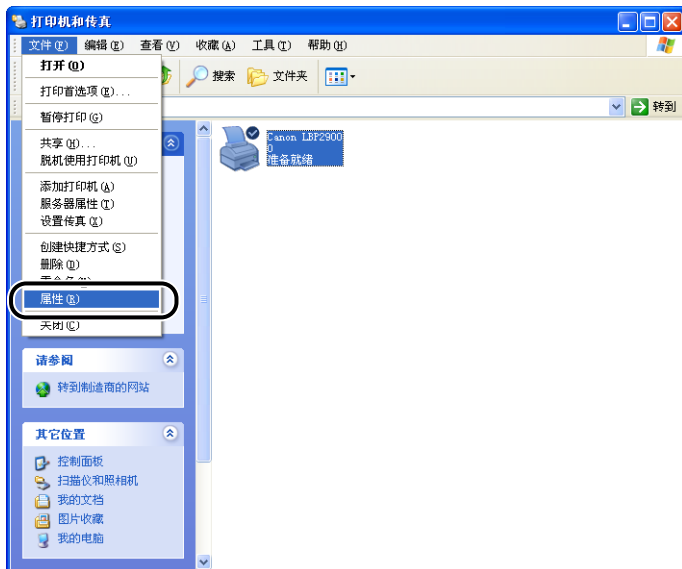 打印机和传真
文件(F) 编辑(E) 查看(V) 收藏(A) 工具(T) 帮助(H)
打开(O)
搜索 文件夹
打印首选项(E)...
转到
暂停打印(G)
共享(H)...
脱机使用打印机(U)
Canon LBP2900
0
准备就绪
添加打印机(A)
服务器属性(T)
设置传真(X)
创建快捷方式(S)
删除(D)
属性(R)
关闭(C)
请参阅
转到制造商的网站
其它位置
控制面板
扫描仪和照相机
我的文档
图片收藏
我的电脑